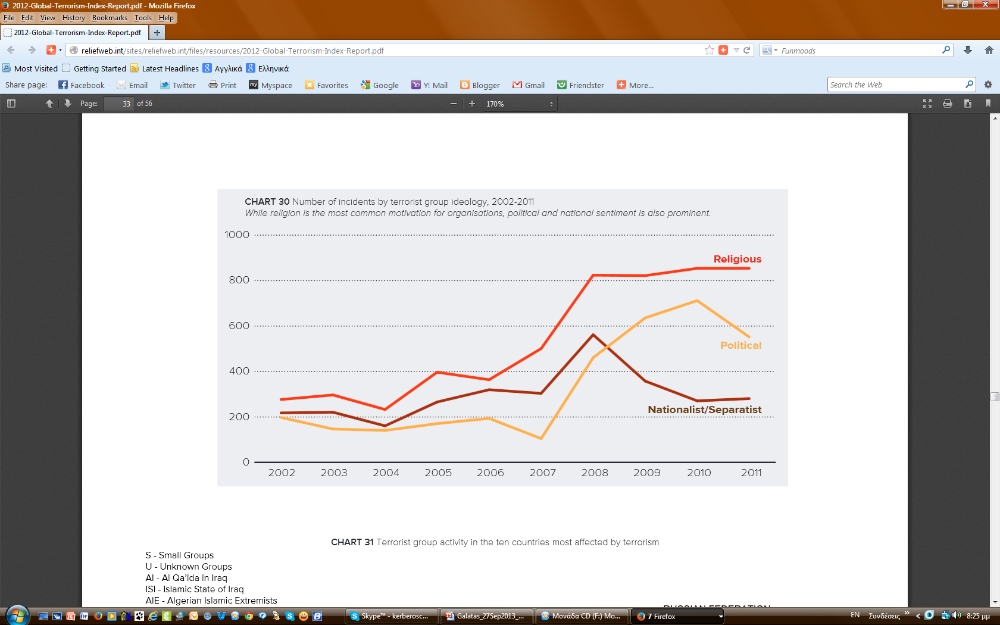 2012-Global-Terrorism-Index-Report.pdf - Mozilla Firefox
File Edit View History Bookmarks Tools Help
2012-Global-Terrorism-Index-Report.pdf
reliefweb.int/sites/reliefweb.int/files/resources/2012-Global-Terrorism-Index-Report.pdf
Funmoods
Most Visited Getting Started Latest Headlines Αγγλικά Ελληνικά
Share page: Facebook Email Twitter Print Myspace Favorites Google Y! Mail Blogger Gmail Friendster More...
Search the Web
Page: 33 of 56 170%
CHART 30 Number of incidents by terrorist group ideology, 2002-2011
While religion is the most common motivation for organisations, political and national sentiment is also prominent.
1000
Religious
800
600
Political
400
Nationalist/Separatist
200
0
2002 2003 2004 2005 2006 2007 2008 2009 2010 2011
CHART 31 Terrorist group activity in the ten countries most affected by terrorism
S - Small Groups
U - Unknown Groups
AI - Al Qa'ida in Iraq
ISI - Islamic State of Iraq
AIE - Algerian Islamic Extremists
RUSSIAN FEDERATION
Skype™ - kerberosc... Galatas_27Sep2013_... Μονάδα CD (F:) Mo... 7 Firefox EN Συνδέσεις 8:25 μμ